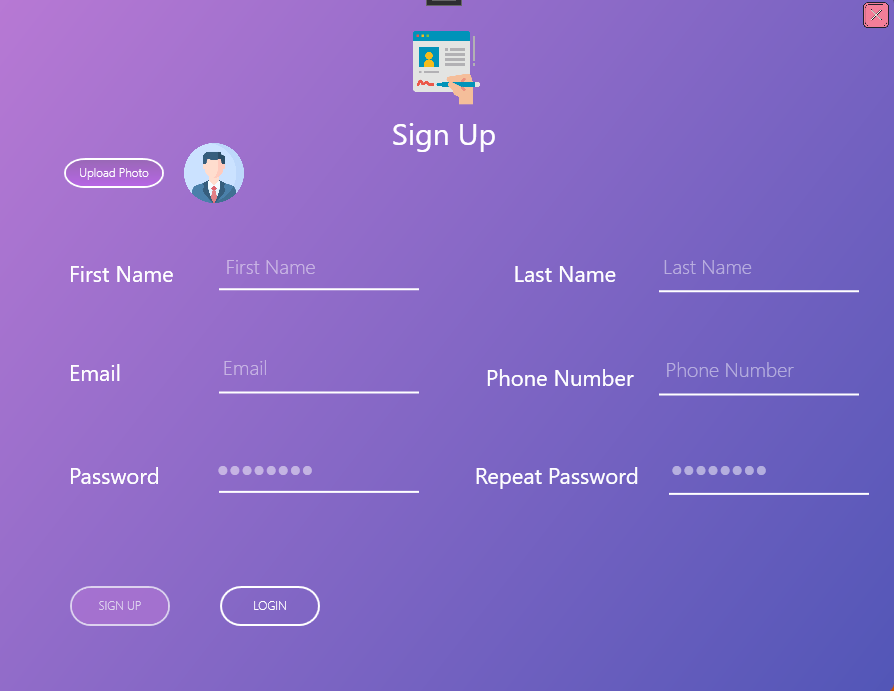 Sign Up
Upload Photo
First Name First Name
Last Name Last Name
Email Email
Phone Number Phone Number
Password ●●●●●●●●
Repeat Password ●●●●●●●●
SIGN UP
LOGIN